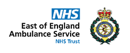 NHS
East of England
Ambulance Service
NHS Trust